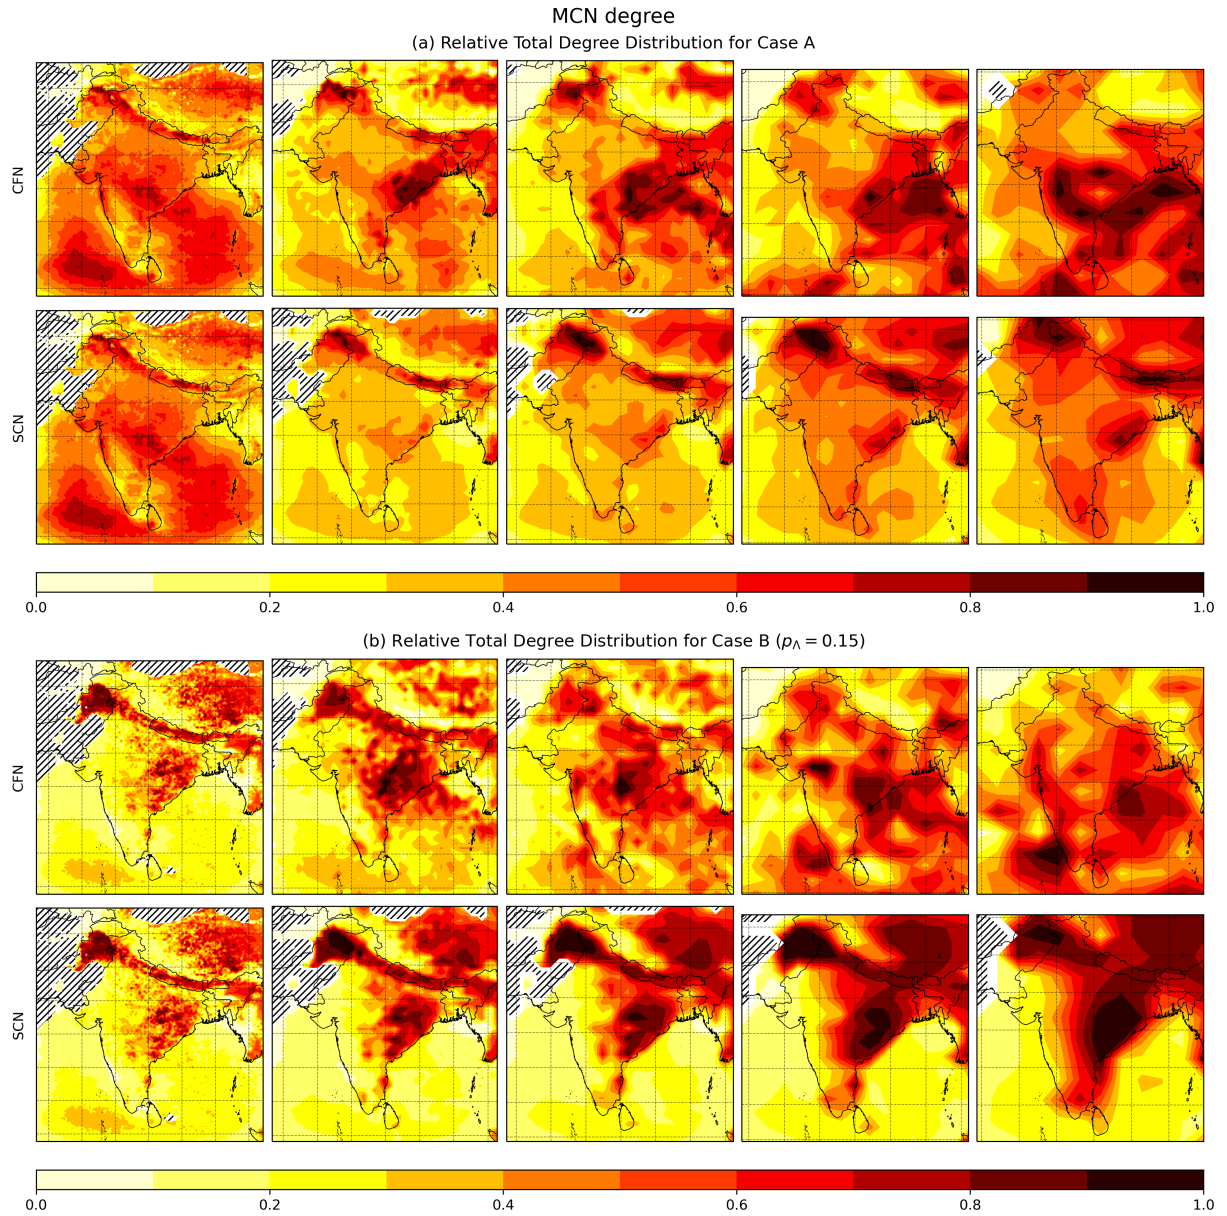 MCN degree
(a) Relative Total Degree Distribution for Case A
CFN
SCN
0.0 0.2 0.4 0.6 0.8 1.0
(b) Relative Total Degree Distribution for Case B (p_Λ = 0.15)
CFN
SCN
0.0 0.2 0.4 0.6 0.8 1.0